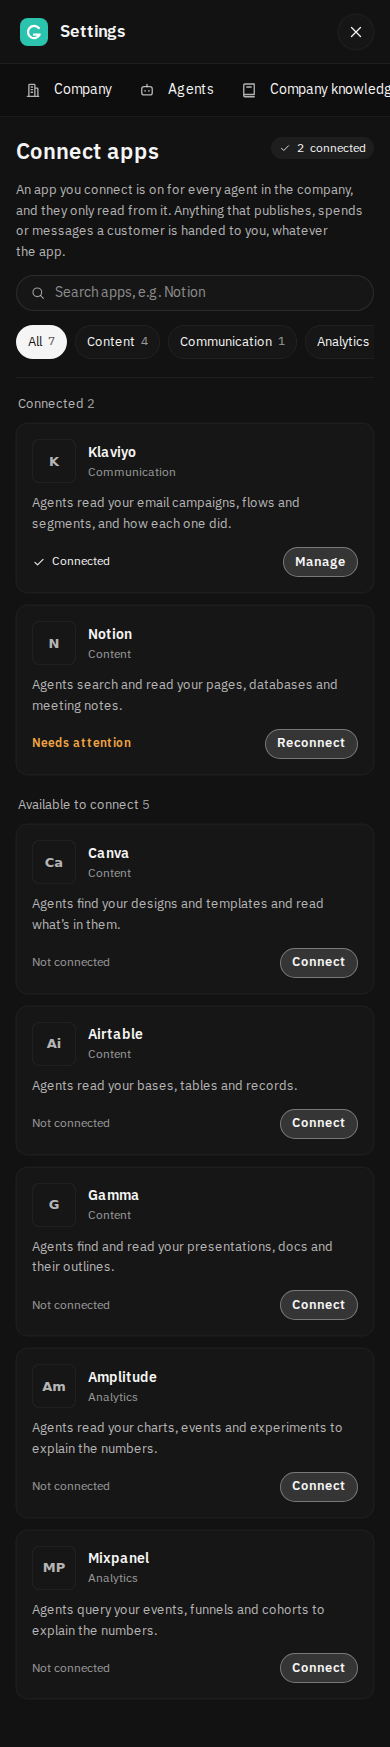 Settings
Company
Agents
Company knowledg
Connect apps
2 connected
An app you connect is on for every agent in the company,
and they only read from it. Anything that publishes, spends
or messages a customer is handed to you, whatever
the app.
Search apps, e.g. Notion
All 7
Content 4
Communication 1
Analytics
Connected 2
K
Klaviyo
Communication
Agents read your email campaigns, flows and
segments, and how each one did.
Connected
Manage
N
Notion
Content
Agents search and read your pages, databases and
meeting notes.
Needs attention
Reconnect
Available to connect 5
Ca
Canva
Content
Agents find your designs and templates and read
what's in them.
Not connected
Connect
Ai
Airtable
Content
Agents read your bases, tables and records.
Not connected
Connect
G
Gamma
Content
Agents find and read your presentations, docs and
their outlines.
Not connected
Connect
Am
Amplitude
Analytics
Agents read your charts, events and experiments to
explain the numbers.
Not connected
Connect
MP
Mixpanel
Analytics
Agents query your events, funnels and cohorts to
explain the numbers.
Not connected
Connect